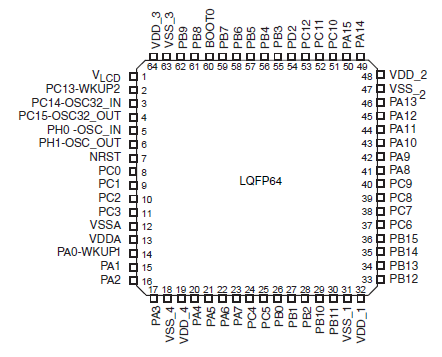 VDD_3
VSS_3
PB9
PB8
BOOT0
PB7
PB6
PB5
PB4
PB3
PD2
PC12
PC11
PC10
PA15
PA14
64 63 62 61 60 59 58 57 56 55 54 53 52 51 50 49
VLCD 1
PC13-WKUP2 2
PC14-OSC32_IN 3
PC15-OSC32_OUT 4
PH0 -OSC_IN 5
PH1-OSC_OUT 6
NRST 7
PC0 8
PC1 9
PC2 10
PC3 11
VSSA 12
VDDA 13
PA0-WKUP1 14
PA1 15
PA2 16
LQFP64
48 VDD_2
47 VSS_2
46 PA13
45 PA12
44 PA11
43 PA10
42 PA9
41 PA8
40 PC9
39 PC8
38 PC7
37 PC6
36 PB15
35 PB14
34 PB13
33 PB12
17 18 19 20 21 22 23 24 25 26 27 28 29 30 31 32
PA3
VSS_4
VDD_4
PA4
PA5
PA6
PA7
PC4
PC5
PB0
PB1
PB2
PB10
PB11
VSS_1
VDD_1